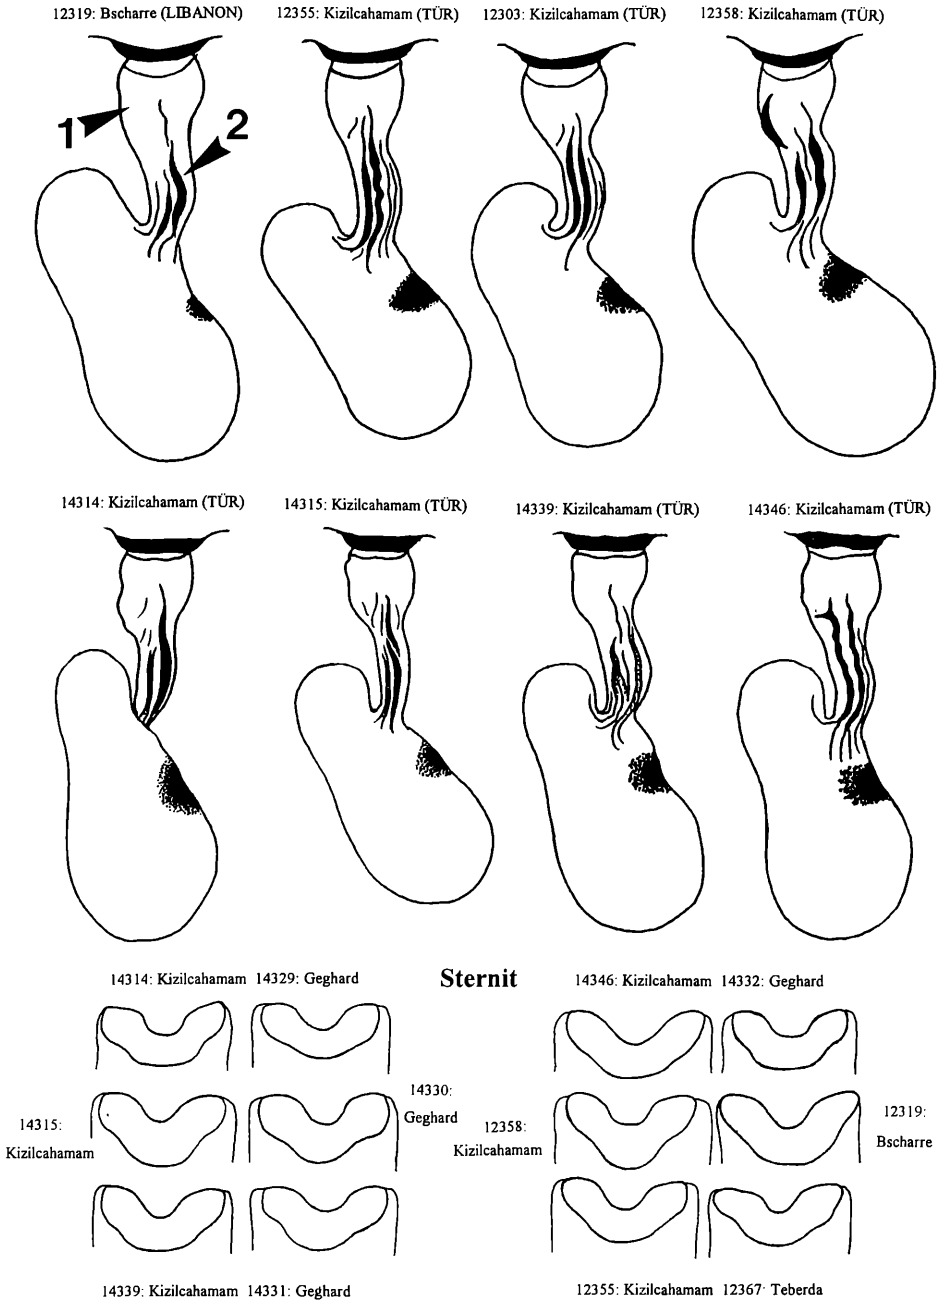 12319: Bscharre (LIBANON) 12355: Kizilcahamam (TÜR) 12303: Kizilcahamam (TÜR) 12358: Kizilcahamam (TÜR)
1
2
14314: Kizilcahamam (TÜR) 14315: Kizilcahamam (TÜR) 14339: Kizilcahamam (TÜR) 14346: Kizilcahamam (TÜR)
Sternit
14314: Kizilcahamam 14329: Geghard
14315:
Kizilcahamam
14330:
Geghard
14339: Kizilcahamam 14331: Geghard
14346: Kizilcahamam 14332: Geghard
12358:
Kizilcahamam
12319:
Bscharre
12355: Kizilcahamam 12367· Teberda